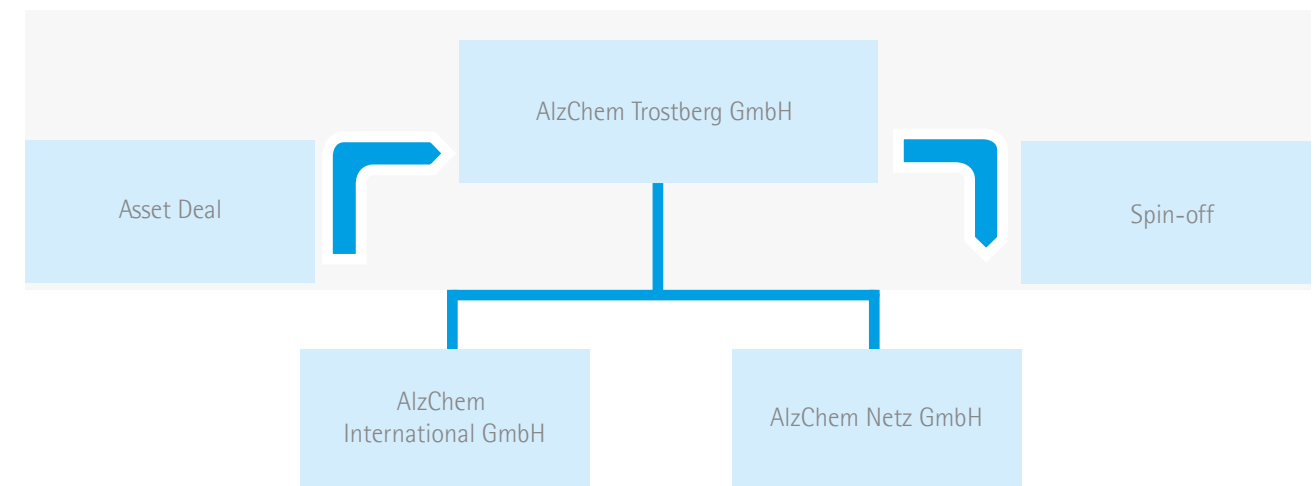 AlzChem Trostberg GmbH
Asset Deal
Spin-off
AlzChem
International GmbH
AlzChem Netz GmbH